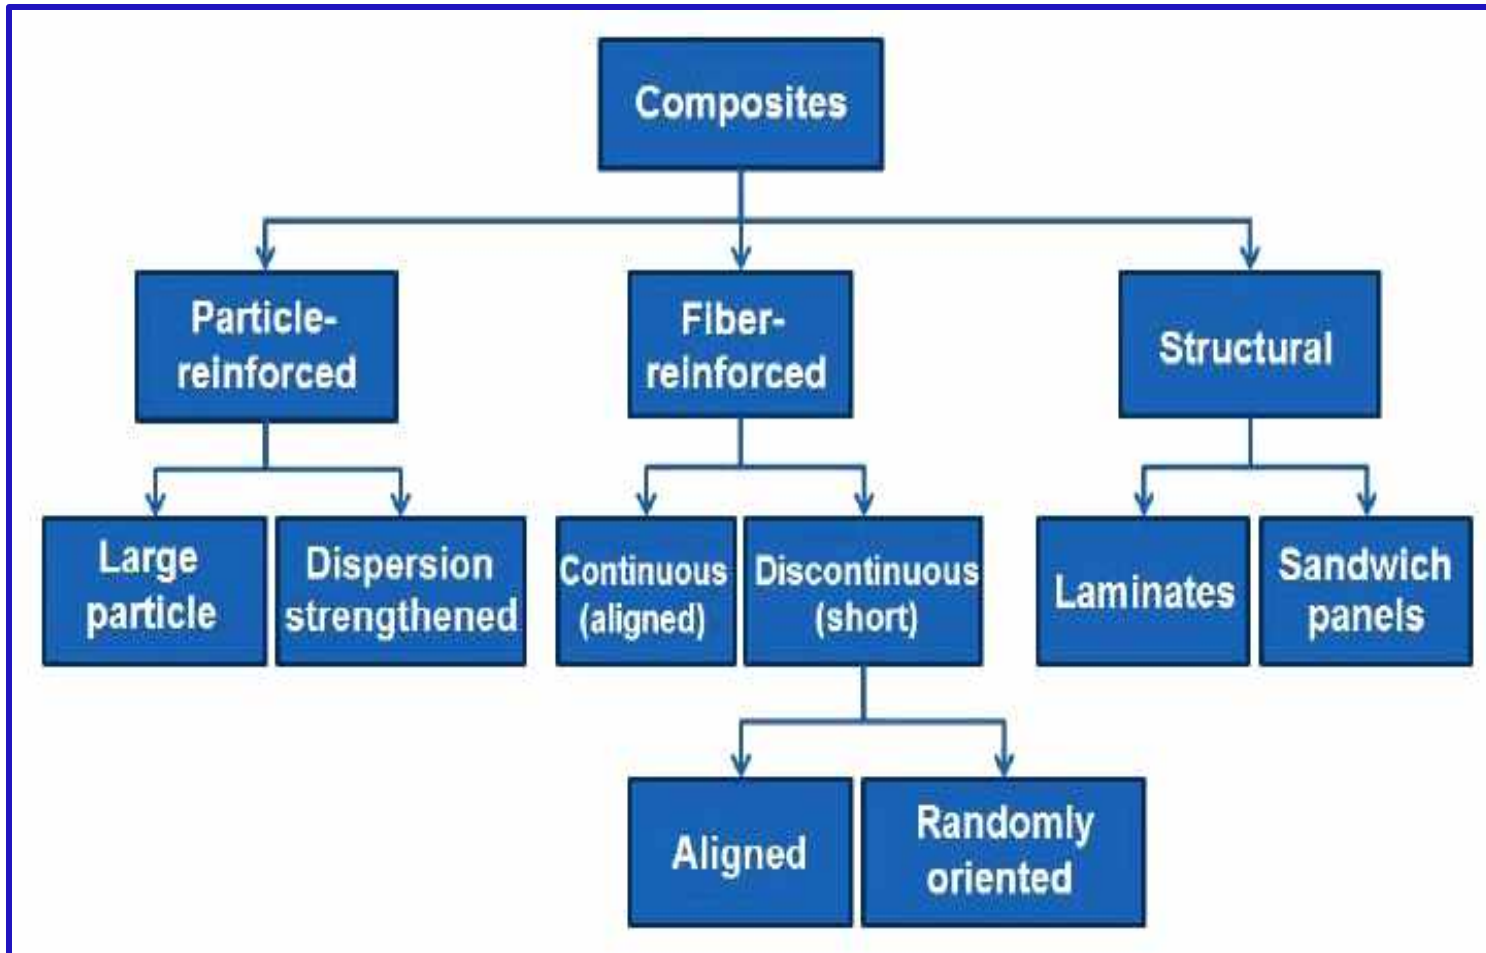 Composites
Particle-
reinforced
Fiber-
reinforced
Structural
Large
particle
Dispersion
strengthened
Continuous
(aligned)
Discontinuous
(short)
Laminates
Sandwich
panels
Aligned
Randomly
oriented